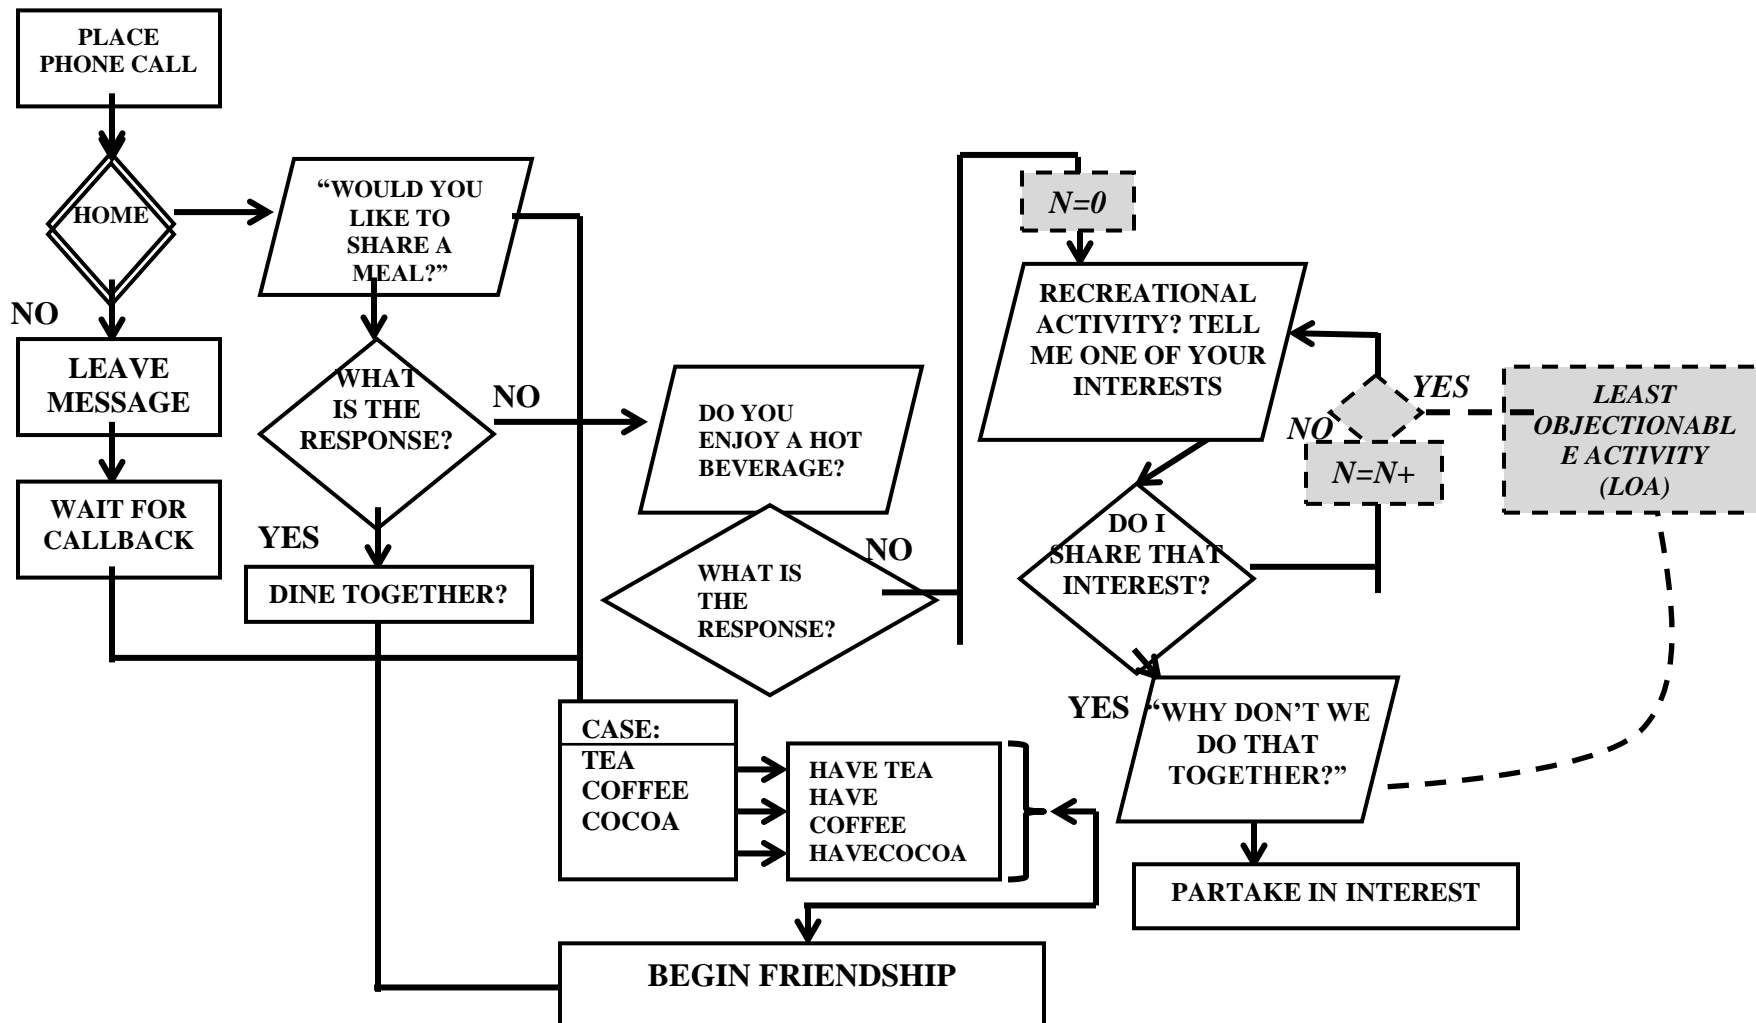 PLACE
PHONE CALL
HOME
NO
LEAVE
MESSAGE
WAIT FOR
CALLBACK
“WOULD YOU
LIKE TO
SHARE A
MEAL?”
WHAT
IS THE
RESPONSE?
NO
YES
DINE TOGETHER?
DO YOU
ENJOY A HOT
BEVERAGE?
WHAT IS
THE
RESPONSE?
NO
CASE:
TEA
COFFEE
COCOA
HAVE TEA
HAVE
COFFEE
HAVECOCOA
N=0
RECREATIONAL
ACTIVITY? TELL
ME ONE OF YOUR
INTERESTS
DO I
SHARE THAT
INTEREST?
YES
NO
N=N+
YES
LEAST
OBJECTIONABL
E ACTIVITY
(LOA)
“WHY DON'T WE
DO THAT
TOGETHER?”
PARTAKE IN INTEREST
BEGIN FRIENDSHIP